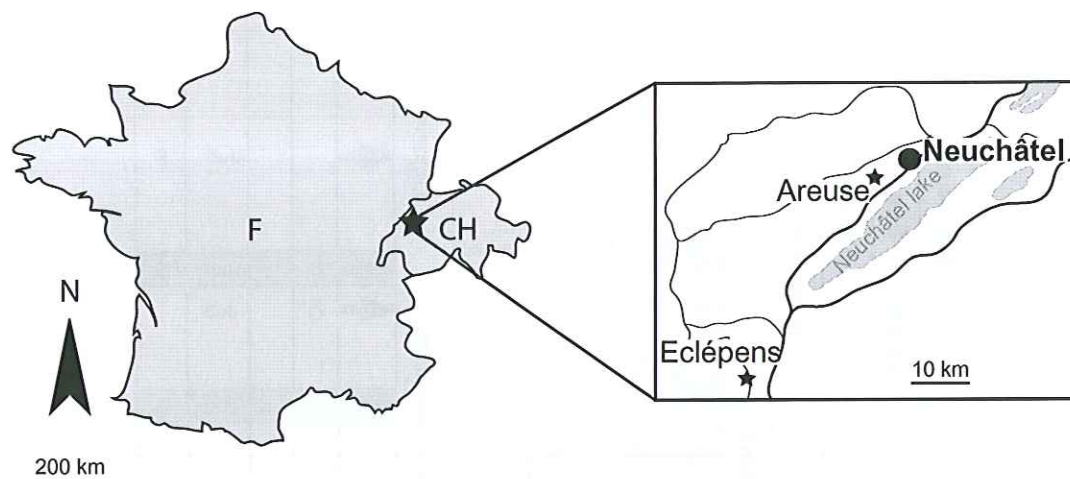 F
CH
N
200 km
Neuchâtel
Areuse
Neuchâtel lake
Eclépens
10 km